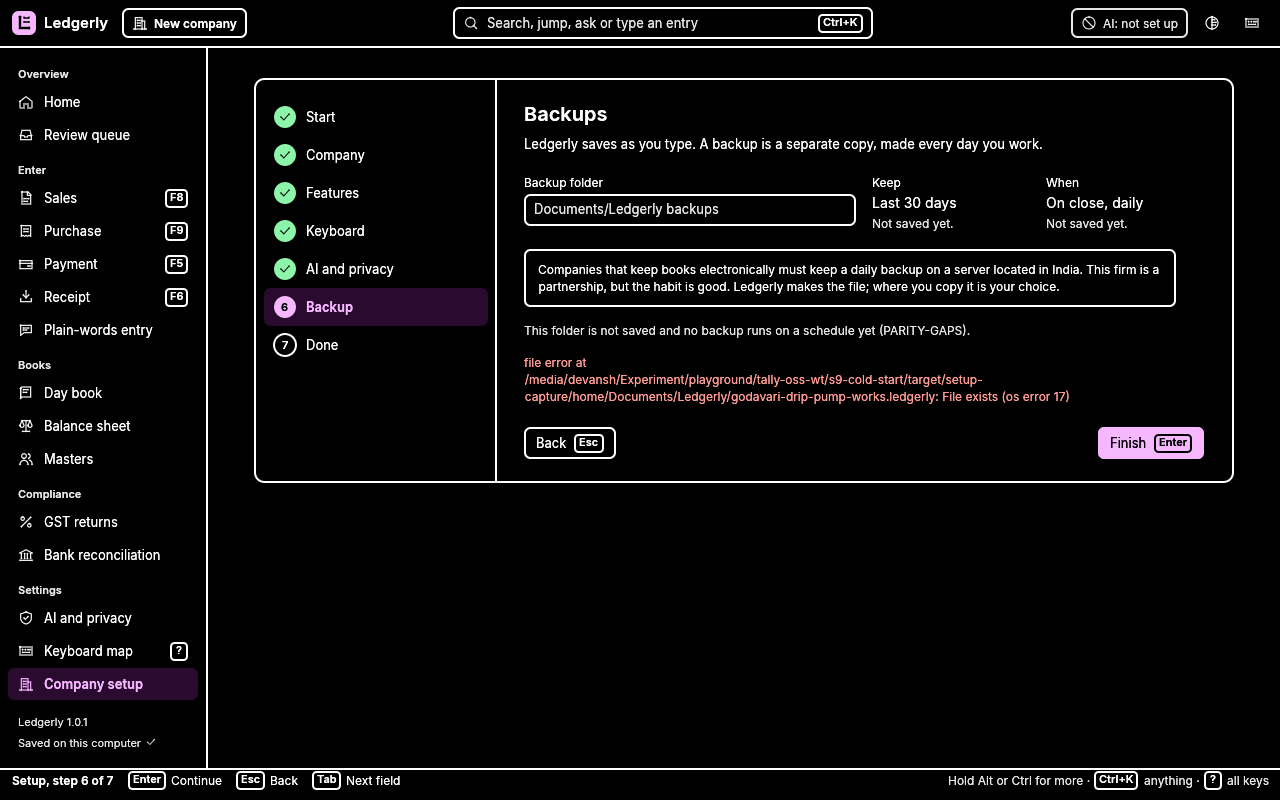 Ledgerly
New company
Search, jump, ask or type an entry
Ctrl+K
AI: not set up
Overview
Home
Review queue
Enter
Sales F8
Purchase F9
Payment F5
Receipt F6
Plain-words entry
Books
Day book
Balance sheet
Masters
Compliance
GST returns
Bank reconciliation
Settings
AI and privacy
Keyboard map ?
Company setup
Ledgerly 1.0.1
Saved on this computer
Start
Company
Features
Keyboard
AI and privacy
6 Backup
7 Done
Backups
Ledgerly saves as you type. A backup is a separate copy, made every day you work.
Backup folder
Documents/Ledgerly backups
Keep
Last 30 days
Not saved yet.
When
On close, daily
Not saved yet.
Companies that keep books electronically must keep a daily backup on a server located in India. This firm is a
partnership, but the habit is good. Ledgerly makes the file; where you copy it is your choice.
This folder is not saved and no backup runs on a schedule yet (PARITY-GAPS).
file error at
/media/devansh/Experiment/playground/tally-oss-wt/s9-cold-start/target/setup-
capture/home/Documents/Ledgerly/godavari-drip-pump-works.ledgerly: File exists (os error 17)
Back Esc
Finish Enter
Setup, step 6 of 7 Enter Continue Esc Back Tab Next field
Hold Alt or Ctrl for more · Ctrl+K anything · ? all keys